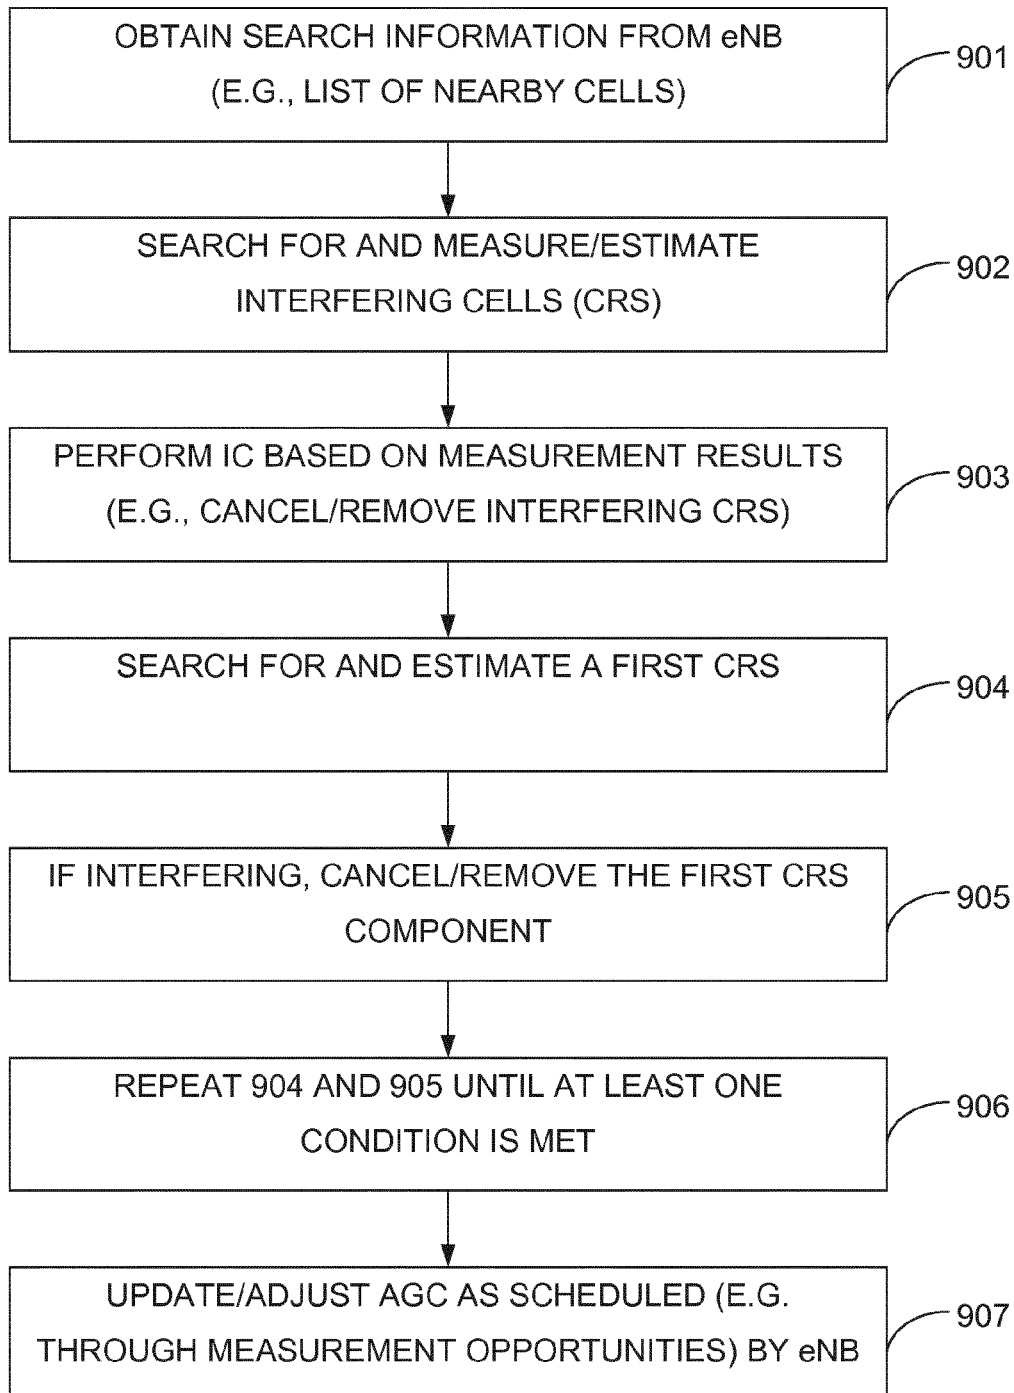 OBTAIN SEARCH INFORMATION FROM eNB
(E.G., LIST OF NEARBY CELLS)
901
SEARCH FOR AND MEASURE/ESTIMATE
INTERFERING CELLS (CRS)
902
PERFORM IC BASED ON MEASUREMENT RESULTS
(E.G., CANCEL/REMOVE INTERFERING CRS)
903
SEARCH FOR AND ESTIMATE A FIRST CRS
904
IF INTERFERING, CANCEL/REMOVE THE FIRST CRS
COMPONENT
905
REPEAT 904 AND 905 UNTIL AT LEAST ONE
CONDITION IS MET
906
UPDATE/ADJUST AGC AS SCHEDULED (E.G.
THROUGH MEASUREMENT OPPORTUNITIES) BY eNB
907